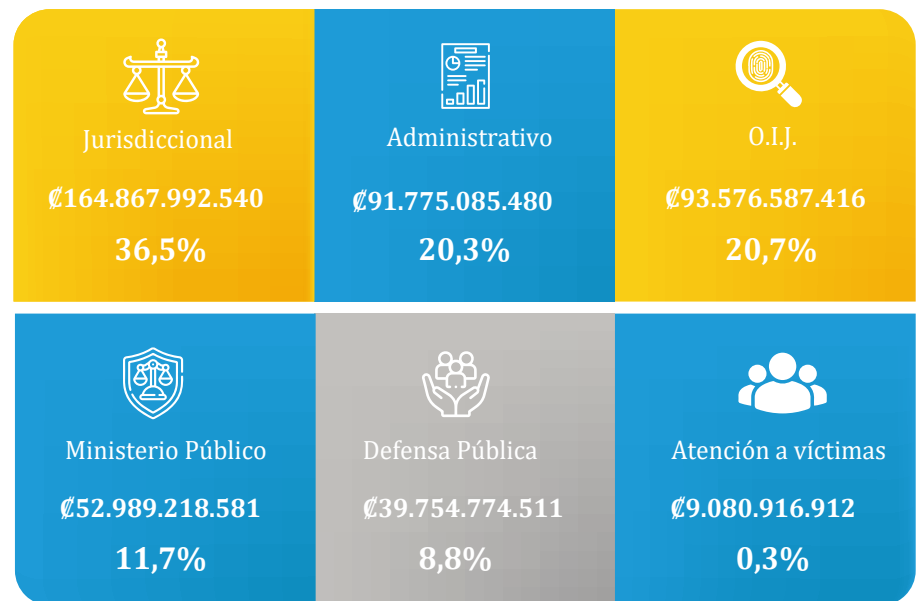 Jurisdiccional
₡164.867.992.540
36,5%
Administrativo
₡91.775.085.480
20,3%
O.I.J.
₡93.576.587.416
20,7%
Ministerio Público
₡52.989.218.581
11,7%
Defensa Pública
₡39.754.774.511
8,8%
Atención a víctimas
₡9.080.916.912
0,3%